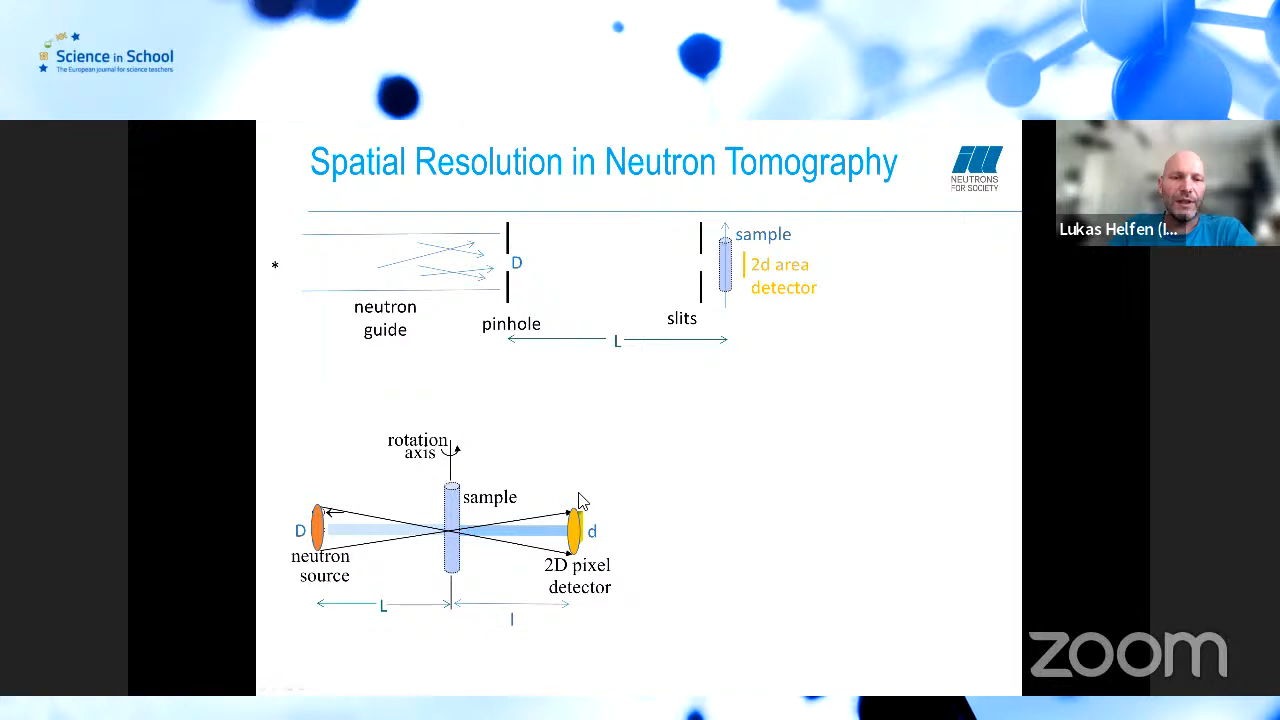 Science in School
The European journal for science teachers
Spatial Resolution in Neutron Tomography
ill
NEUTRONS
FOR SOCIETY
Lukas Helfen (I...
*
D
sample
2d area
detector
neutron
guide
pinhole
slits
L
rotation
axis
sample
D
d
neutron
source
2D pixel
detector
L
l
zoom